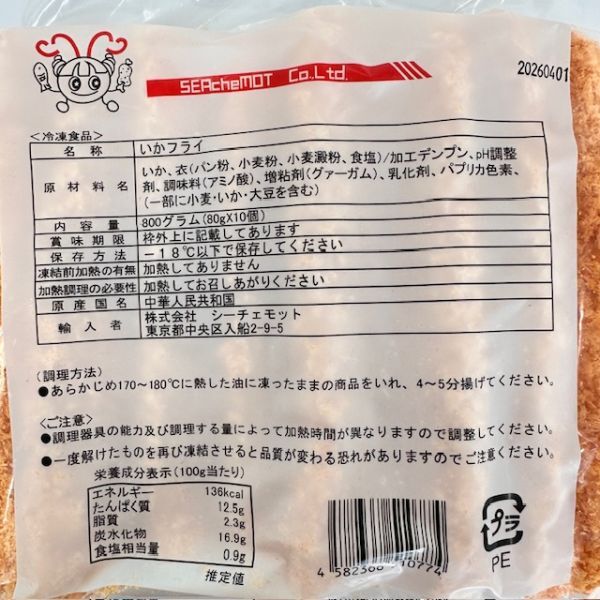 SEAcheMOT Co.,Ltd.
20260401
<冷凍食品>
名称 いかフライ
原材料名 いか、衣(パン粉、小麦粉、小麦澱粉、食塩)/加工デンプン、pH調整
剤、調味料(アミノ酸)、増粘剤(グァーガム)、乳化剤、パプリカ色素、
(一部に小麦・いか・大豆を含む)
内容量 800グラム(80gX10個)
賞味期限 枠外上に記載してあります
保存方法 -18℃以下で保存してください
凍結前加熱の有無 加熱してありません
加熱調理の必要性 加熱してお召しあがりください
原産国名 中華人民共和国
輸入者 株式会社 シーチェモット
東京都中央区入船2-9-5
(調理方法)
●あらかじめ170~180℃に熱した油に凍ったままの商品をいれ、4~5分揚げてください。
<ご注意>
●調理器具の能力及び調理する量によって加熱時間が異なりますので調整してください。
●一度解けたものを再び凍結させると品質が変わる恐れがありますのでご注意ください。
栄養成分表示(100g当たり)
エネルギー 136kcal
たんぱく質 12.5g
脂質 2.3g
炭水化物 16.9g
食塩相当量 0.9g
推定値
プラ
PE